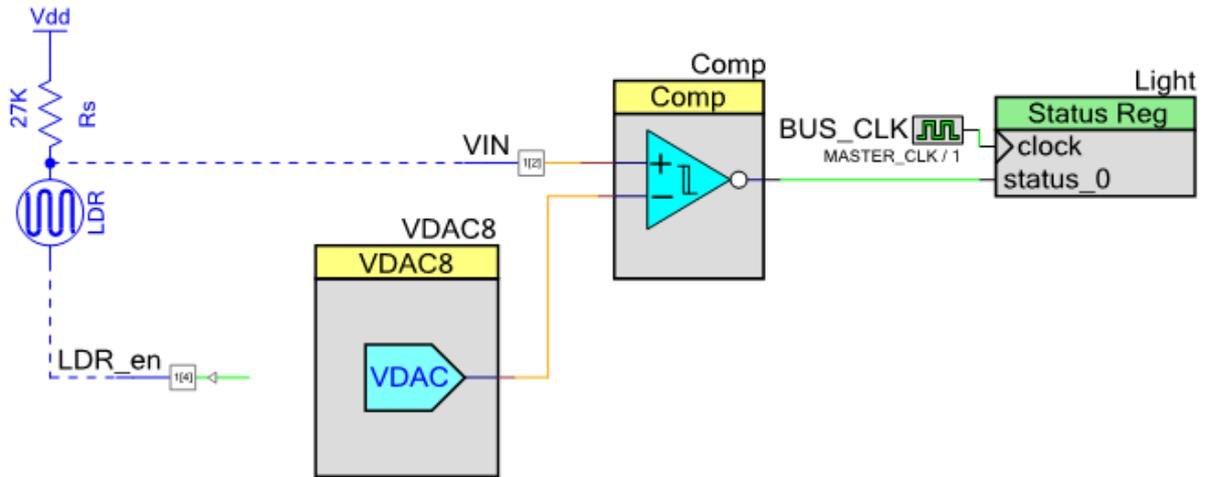 Vdd
27K
Rs
LDR
LDR_en
1[4]
VIN
1[2]
VDAC8
VDAC8
VDAC
Comp
Comp
+
−
BUS_CLK
MASTER_CLK / 1
Light
Status Reg
clock
status_0